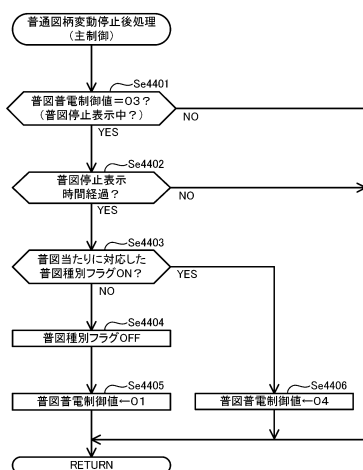 普通図柄変動停止後処理
(主制御)
Se4401
普図普電制御値=03?
(普図停止表示中?)
NO
YES
Se4402
普図停止表示
時間経過?
NO
YES
Se4403
普図当たりに対応した
普図種別フラグON?
YES
NO
Se4404
普図種別フラグOFF
Se4405
普図普電制御値←01
Se4406
普図普電制御値←04
RETURN